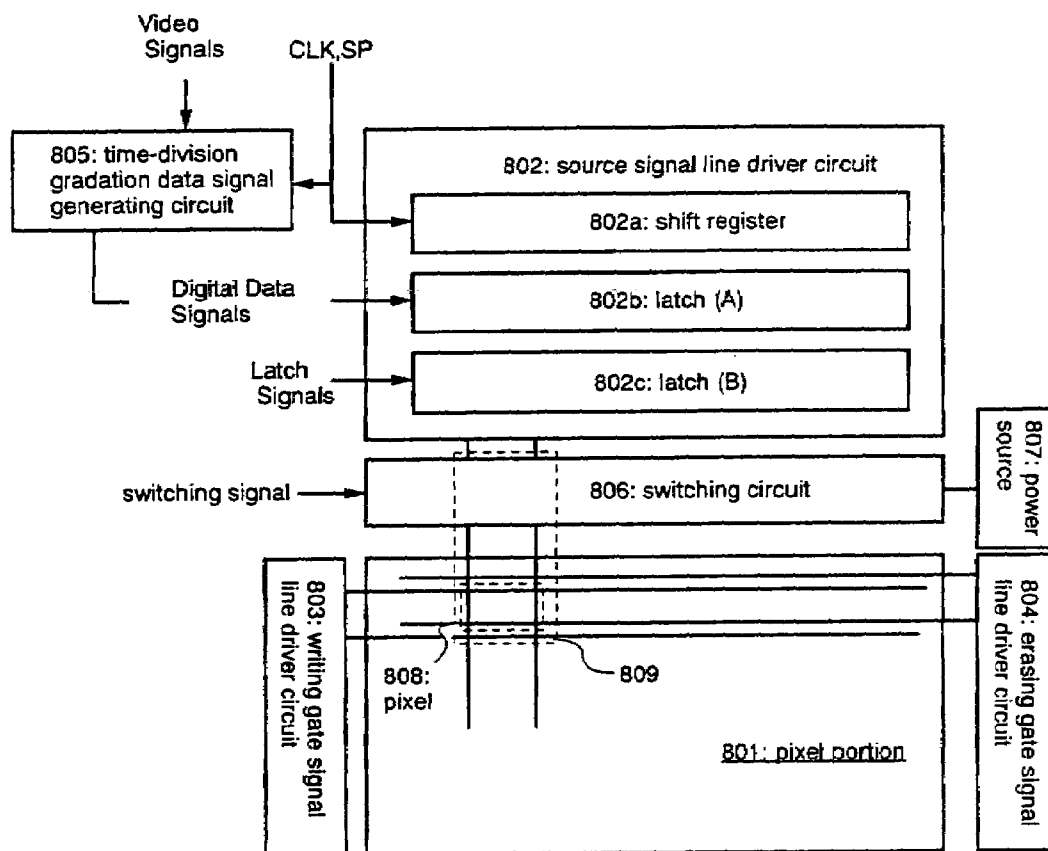 Video
Signals
CLK,SP
805: time-division
gradation data signal
generating circuit
802: source signal line driver circuit
802a: shift register
Digital Data
Signals
802b: latch (A)
Latch
Signals
802c: latch (B)
807: power
source
switching signal
806: switching circuit
803: writing gate signal
line driver circuit
804: erasing gate signal
line driver circuit
808:
pixel
809
801: pixel portion